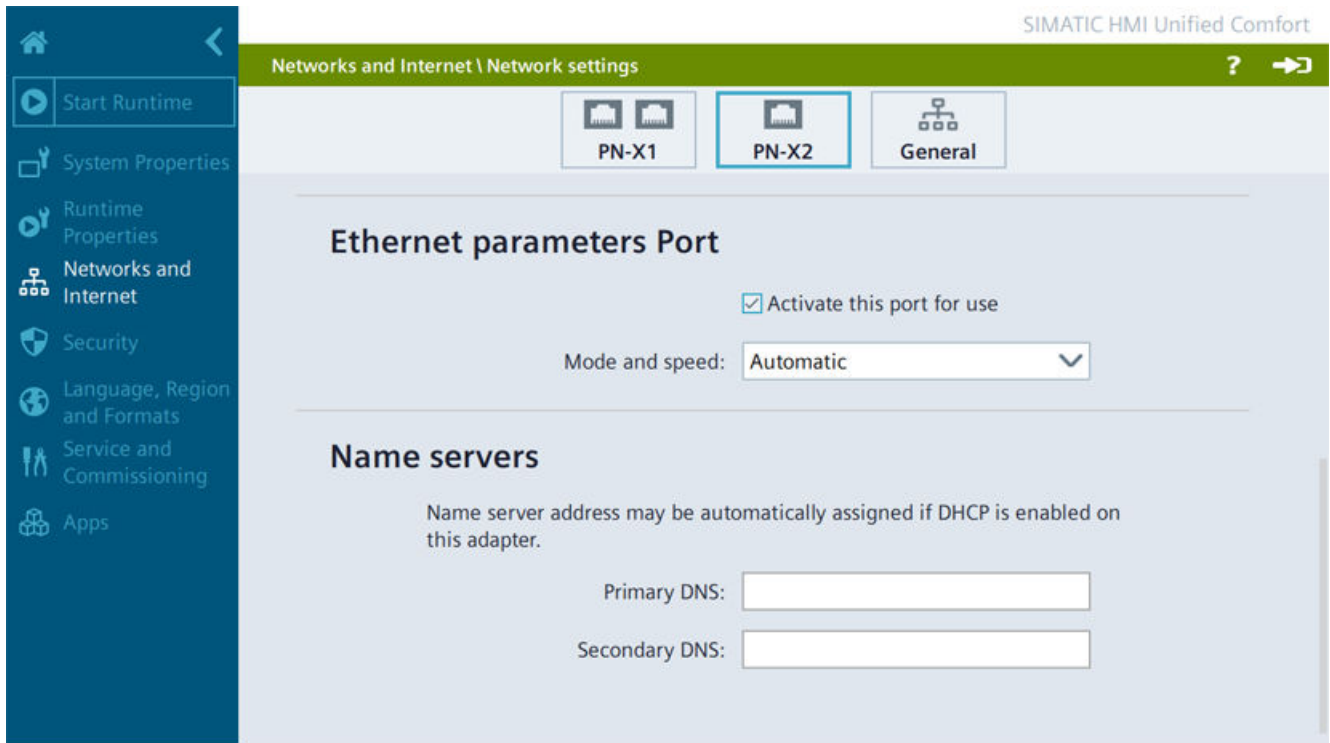 SIMATIC HMI Unified Comfort
Networks and Internet \ Network settings
?
Start Runtime
System Properties
Runtime
Properties
Networks and
Internet
Security
Language, Region
and Formats
Service and
Commissioning
Apps
PN-X1
PN-X2
General
Ethernet parameters Port
Activate this port for use
Mode and speed: Automatic
Name servers
Name server address may be automatically assigned if DHCP is enabled on
this adapter.
Primary DNS:
Secondary DNS: